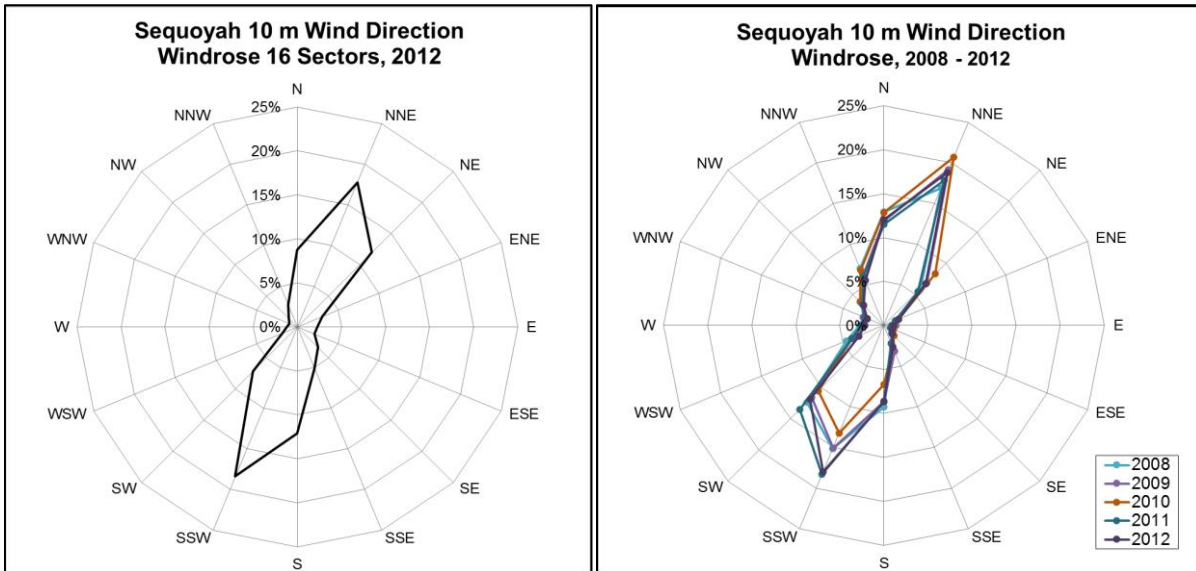 Sequoyah 10 m Wind Direction
Windrose 16 Sectors, 2012
N
NNE
NE
ENE
E
ESE
SE
SSE
S
SSW
SW
WSW
W
WNW
NW
NNW
25%
20%
15%
10%
5%
0%
Sequoyah 10 m Wind Direction
Windrose, 2008 - 2012
N
NNE
NE
ENE
E
ESE
SE
SSE
S
SSW
SW
WSW
W
WNW
NW
NNW
25%
20%
15%
10%
5%
0%
2008
2009
2010
2011
2012